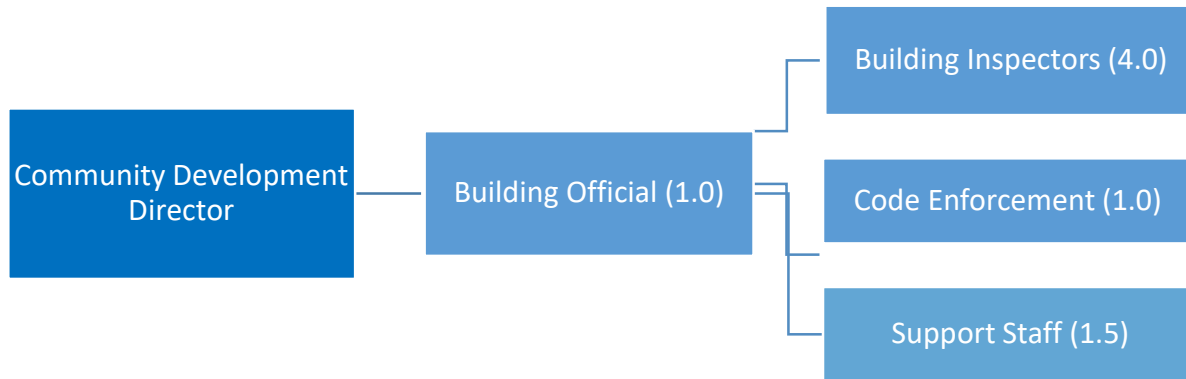 Community Development
Director
Building Official (1.0)
Building Inspectors (4.0)
Code Enforcement (1.0)
Support Staff (1.5)